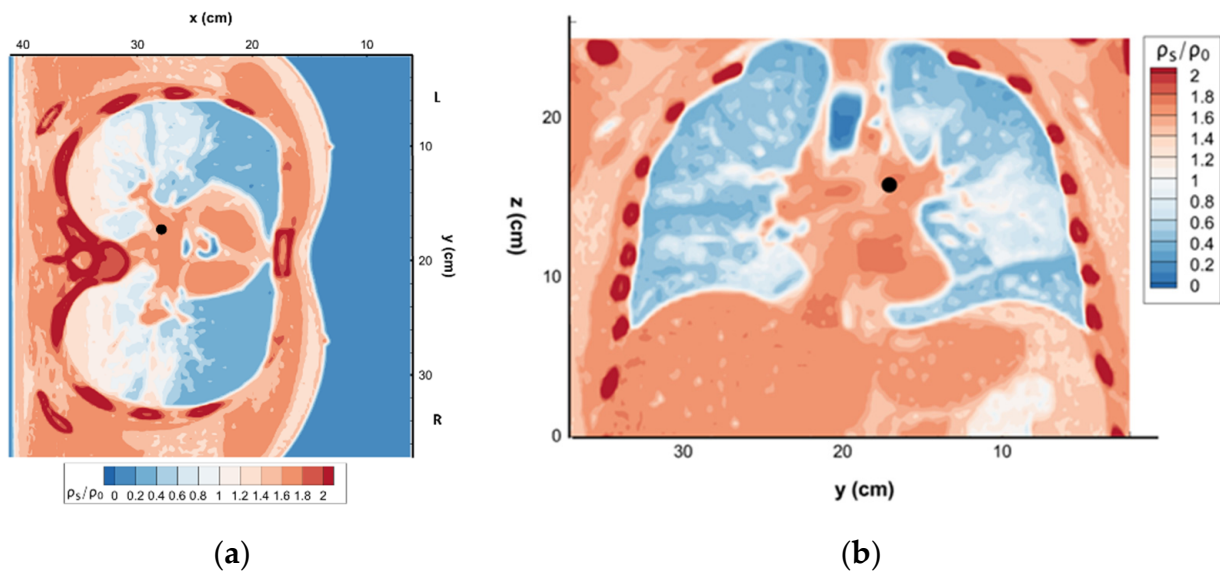 x (cm)
40 30 20 10
L
10
y (cm)
20
30
R
ρs/ρ0 0 0.2 0.4 0.6 0.8 1 1.2 1.4 1.6 1.8 2
(a)
ρs/ρ0
2
1.8
1.6
1.4
1.2
1
0.8
0.6
0.4
0.2
0
z (cm)
20
10
0
30 20 10
y (cm)
(b)